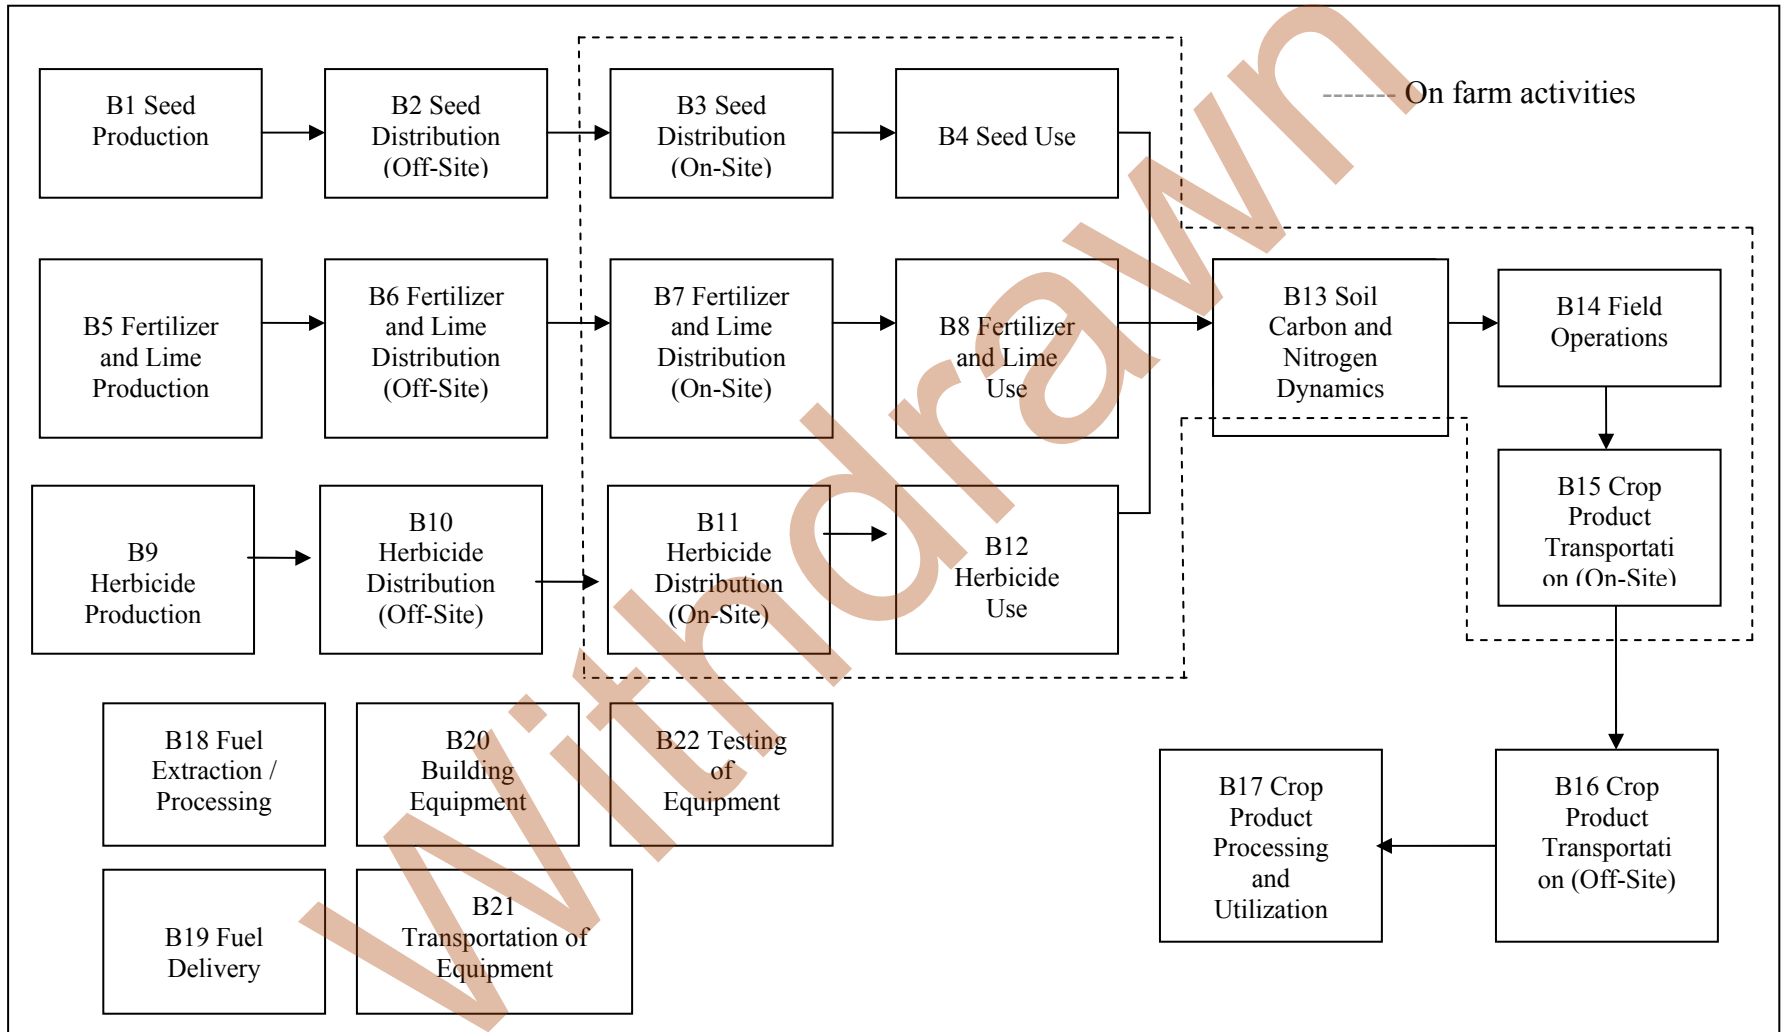 B1 Seed
Production
B2 Seed
Distribution
(Off-Site)
B3 Seed
Distribution
(On-Site)
B4 Seed Use
------- On farm activities
B5 Fertilizer
and Lime
Production
B6 Fertilizer
and Lime
Distribution
(Off-Site)
B7 Fertilizer
and Lime
Distribution
(On-Site)
B8 Fertilizer
and Lime
Use
B13 Soil
Carbon and
Nitrogen
Dynamics
B14 Field
Operations
B9
Herbicide
Production
B10
Herbicide
Distribution
(Off-Site)
B11
Herbicide
Distribution
(On-Site)
B12
Herbicide
Use
B15 Crop
Product
Transportati
on (On-Site)
B18 Fuel
Extraction /
Processing
B20
Building
Equipment
B22 Testing
of
Equipment
B17 Crop
Product
Processing
and
Utilization
B16 Crop
Product
Transportati
on (Off-Site)
B19 Fuel
Delivery
B21
Transportation of
Equipment
Withdrawn